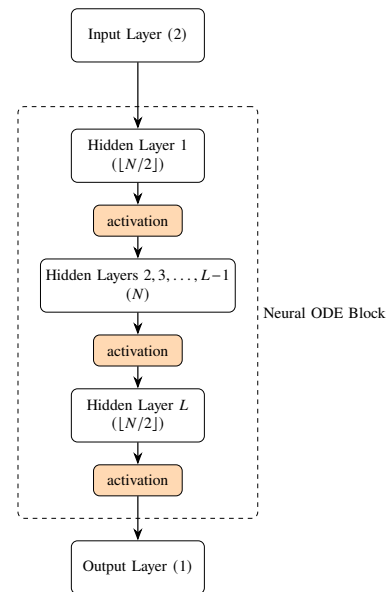 Input Layer (2)
Hidden Layer 1
(⌊N/2⌋)
activation
Hidden Layers 2, 3, . . . , L−1
(N)
activation
Neural ODE Block
Hidden Layer L
(⌊N/2⌋)
activation
Output Layer (1)